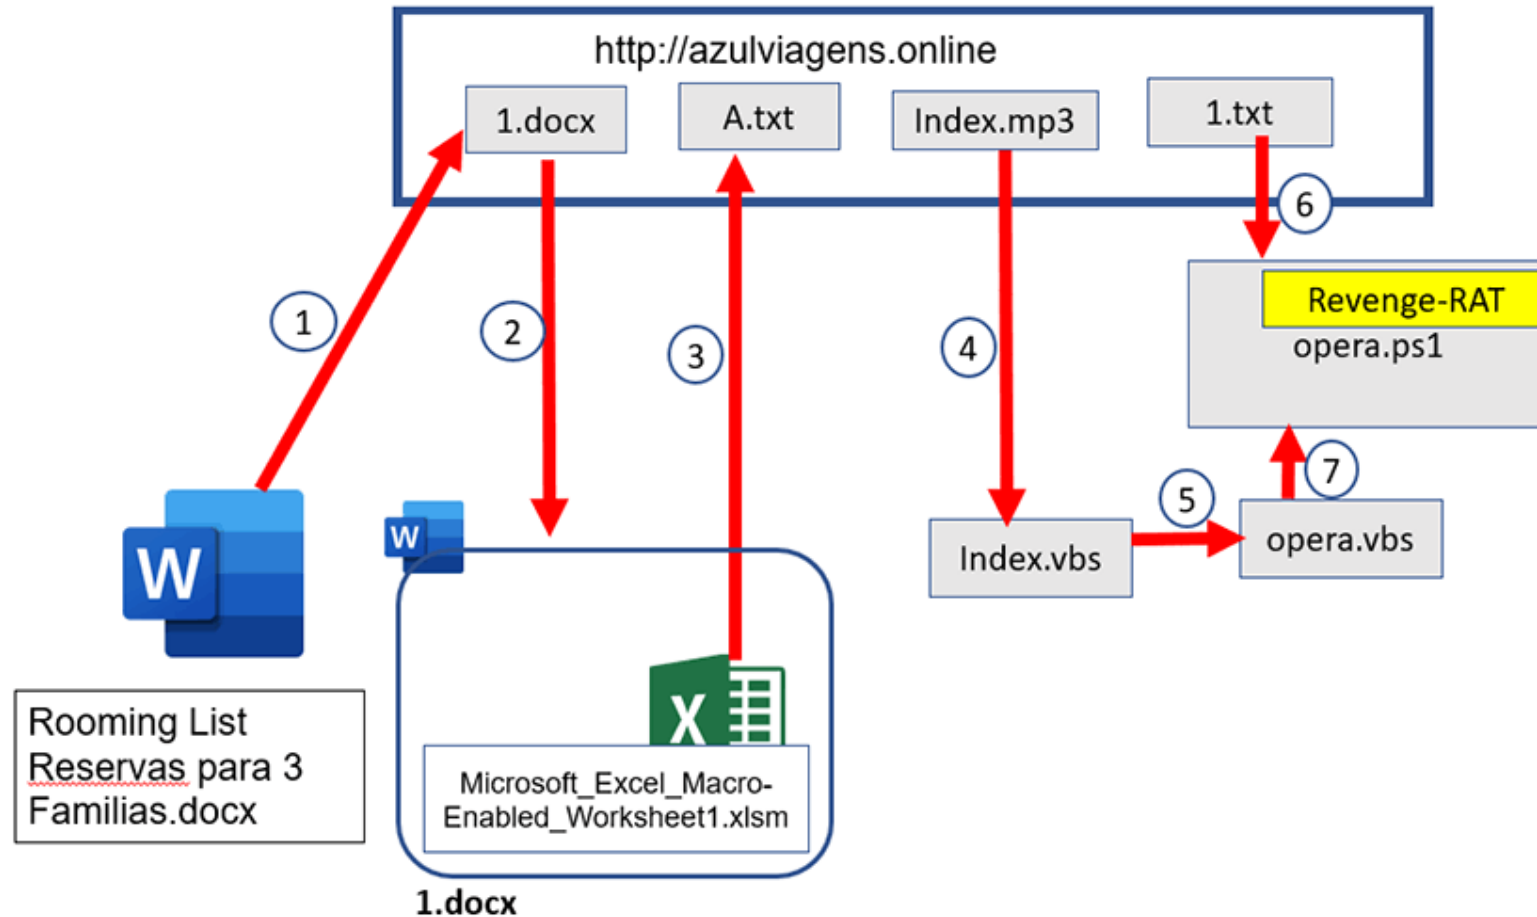 http://azulviagens.online
1.docx
A.txt
Index.mp3
1.txt
6
1
2
3
4
Revenge-RAT
opera.ps1
7
5
W
W
Index.vbs
opera.vbs
X
Rooming List
Reservas para 3
Familias.docx
Microsoft_Excel_Macro-
Enabled_Worksheet1.xlsm
1.docx